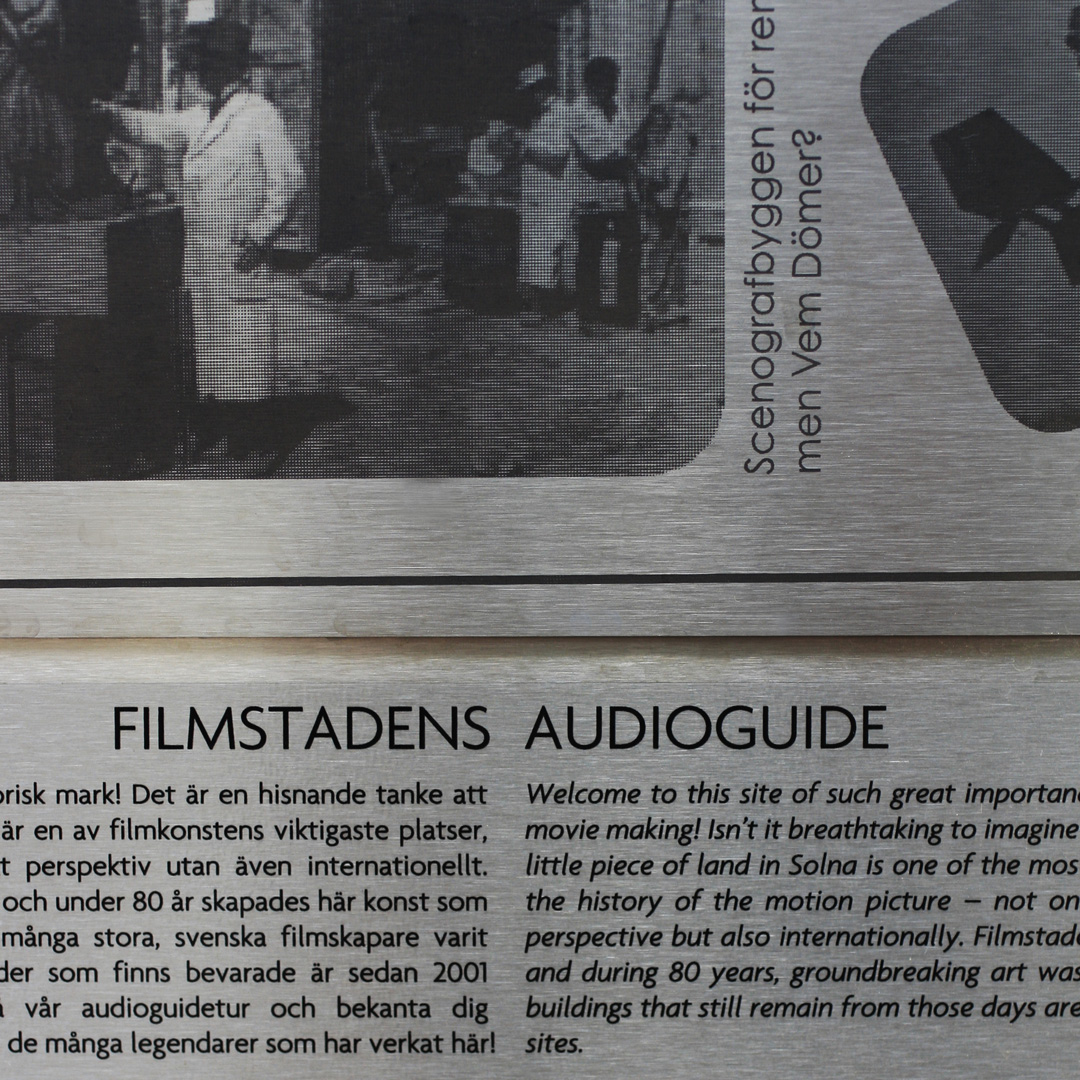 Scenografbyggen för
men Vem Dömer?
FILMSTADENS AUDIOGUIDE
mark! Det är en hisnande tanke att
är en av filmkonstens viktigaste platser,
perspektiv utan även internationellt.
och under 80 år skapades här konst som
många stora, svenska filmskapare varit
som finns bevarade är sedan 2001
vår audioguidetur och bekanta dig
de många legendarer som har verkat här!
Welcome to this site of such great
movie making! Isn't it breathtaking to imagine
little piece of land in Solna is one of the
the history of the motion picture – not
perspective but also internationally.
and during 80 years, groundbreaking art was
buildings that still remain from those days are
sites.